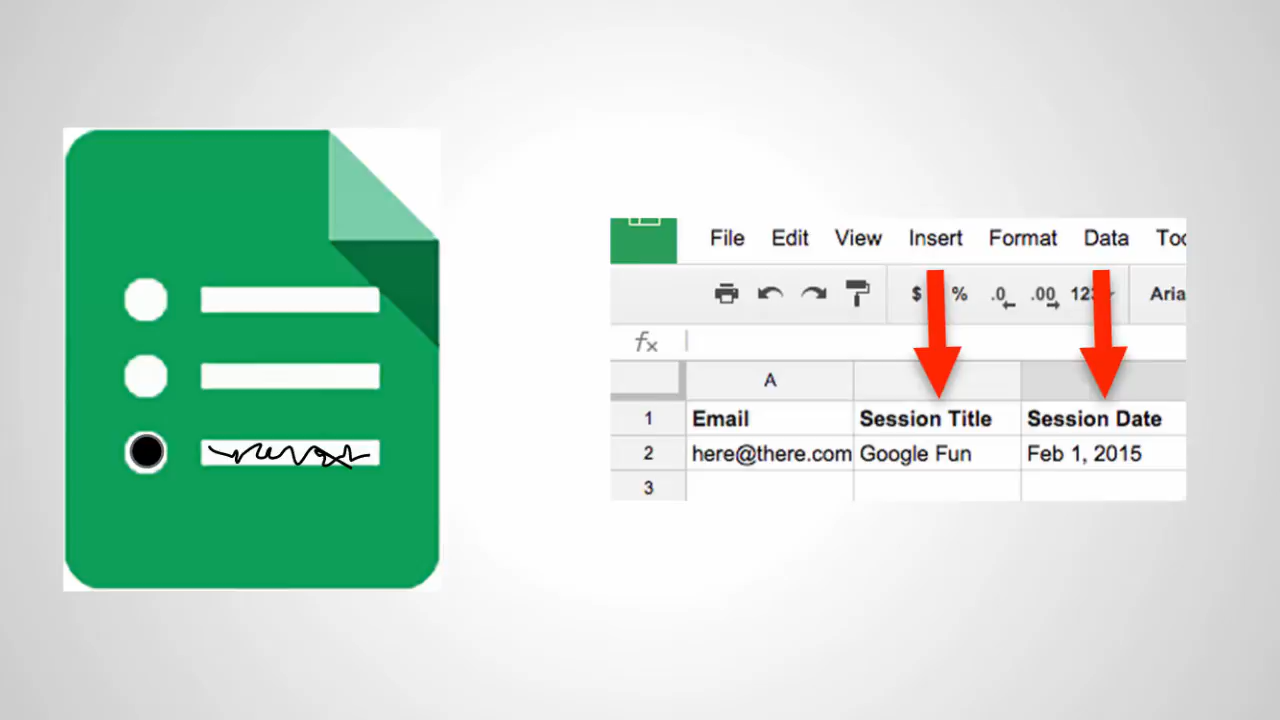 File Edit View Insert Format Data
$ % .0 .00 123 Aria
fx
A
1 Email Session Title Session Date
2 here@there.com Google Fun Feb 1, 2015
3